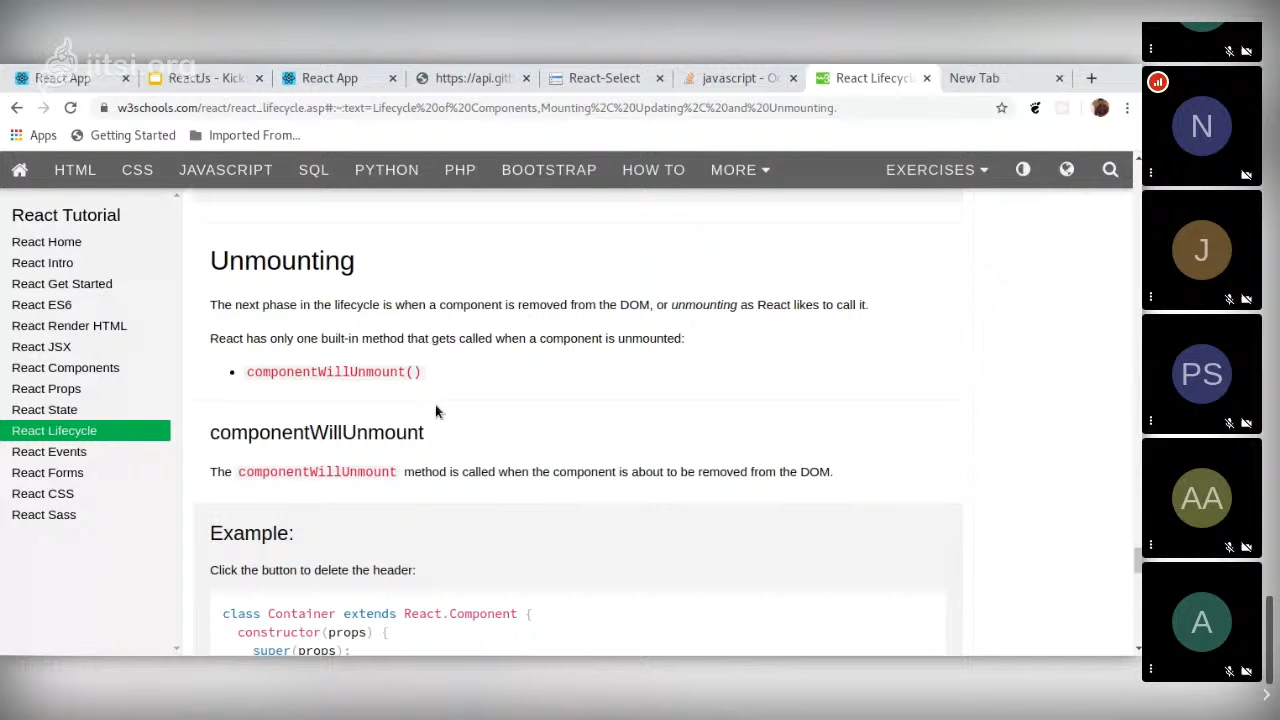 jitsi.org
React App
ReactJs - Kick
React App
https://api.git
React-Select
javascript - O
React Lifecycl
New Tab
w3schools.com/react/react_lifecycle.asp#:~:text=Lifecycle%20of%20Components,Mounting%2C%20Updating%2C%20and%20Unmounting.
Apps
Getting Started
Imported From...
HTML
CSS
JAVASCRIPT
SQL
PYTHON
PHP
BOOTSTRAP
HOW TO
MORE
EXERCISES
React Tutorial
React Home
React Intro
React Get Started
React ES6
React Render HTML
React JSX
React Components
React Props
React State
React Lifecycle
React Events
React Forms
React CSS
React Sass
Unmounting
The next phase in the lifecycle is when a component is removed from the DOM, or unmounting as React likes to call it.
React has only one built-in method that gets called when a component is unmounted:
componentWillUnmount()
componentWillUnmount
The componentWillUnmount method is called when the component is about to be removed from the DOM.
Example:
Click the button to delete the header:
class Container extends React.Component {
constructor(props) {
super(props);
N
J
PS
AA
A